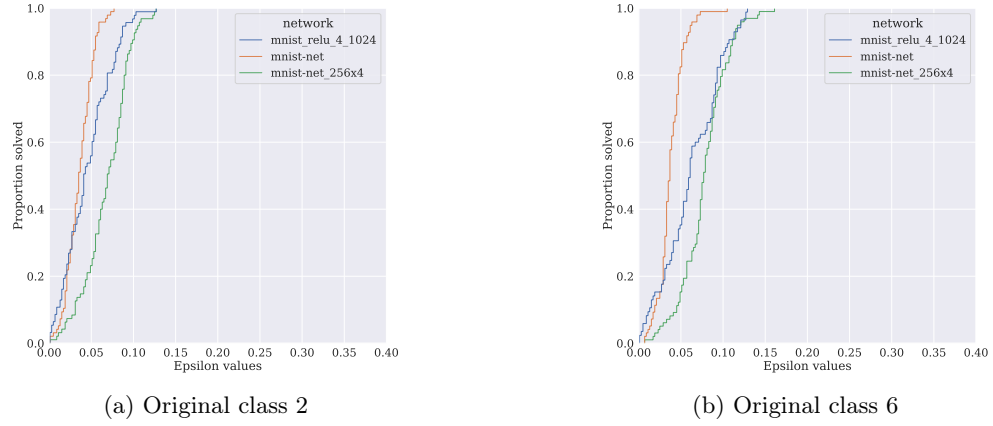 network
mnist_relu_4_1024
mnist-net
mnist-net_256x4
Proportion solved
1.0
0.8
0.6
0.4
0.2
0.0
0.00 0.05 0.10 0.15 0.20 0.25 0.30 0.35 0.40
Epsilon values
(a) Original class 2
network
mnist_relu_4_1024
mnist-net
mnist-net_256x4
Proportion solved
1.0
0.8
0.6
0.4
0.2
0.0
0.00 0.05 0.10 0.15 0.20 0.25 0.30 0.35 0.40
Epsilon values
(b) Original class 6